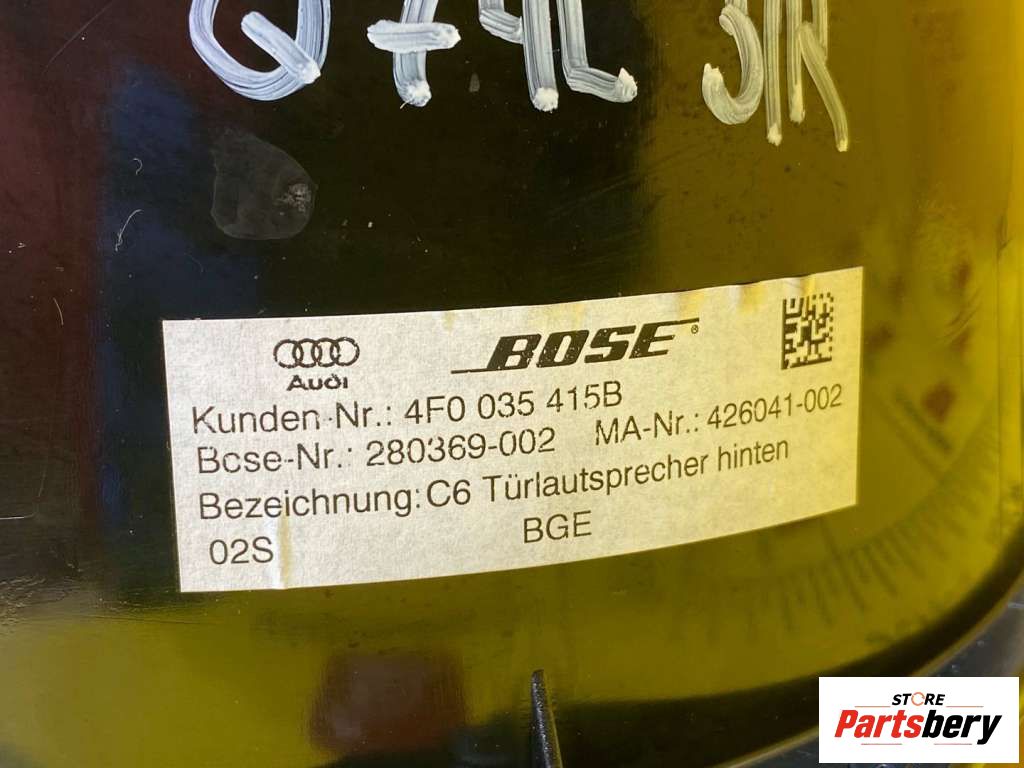 Q7 4L SR
Audi BOSE®
Kunden-Nr.: 4F0 035 415B
Bose-Nr.: 280369-002 MA-Nr.: 426041-002
Bezeichnung: C6 Türlautsprecher hinten
02S BGE
STORE
Partsbery